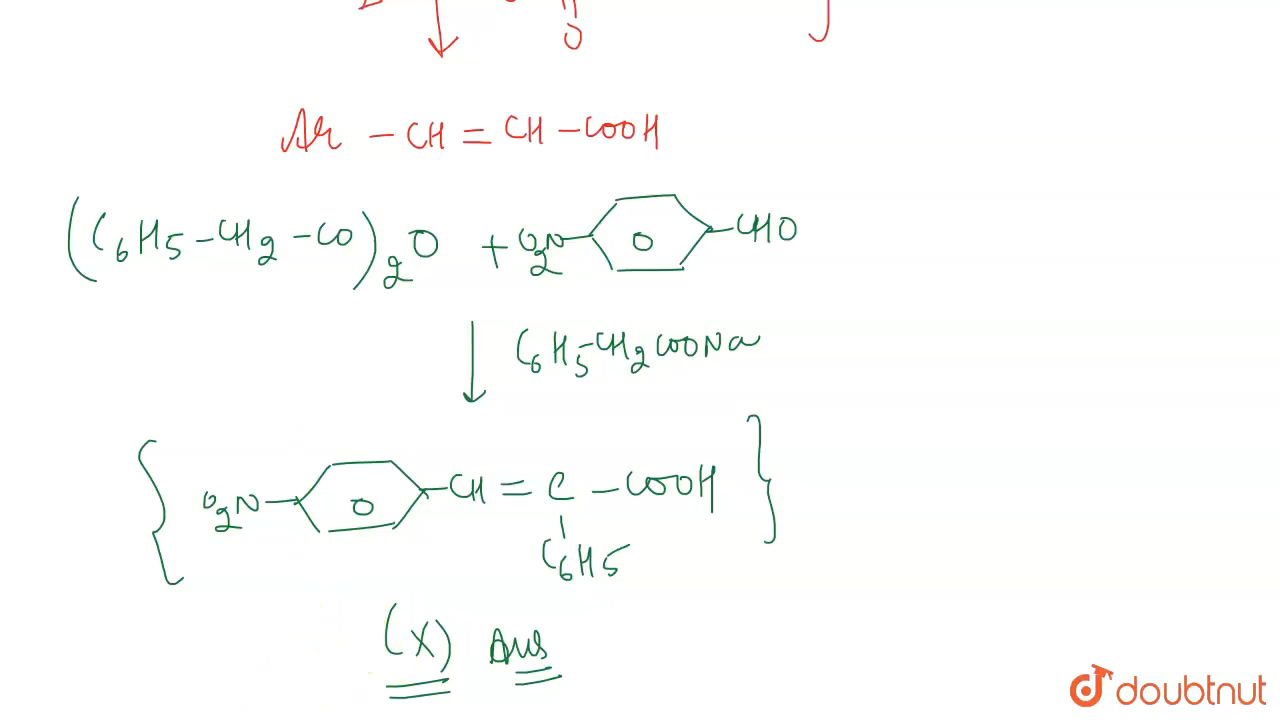 O
Ar - CH = CH - COOH
(C6H5 - CH2 - CO)2O + O2N CHO
C6H5 - CH2COONa
{ O2N CH = C - COOH }
C6H5
(X) Ans
doubtnut